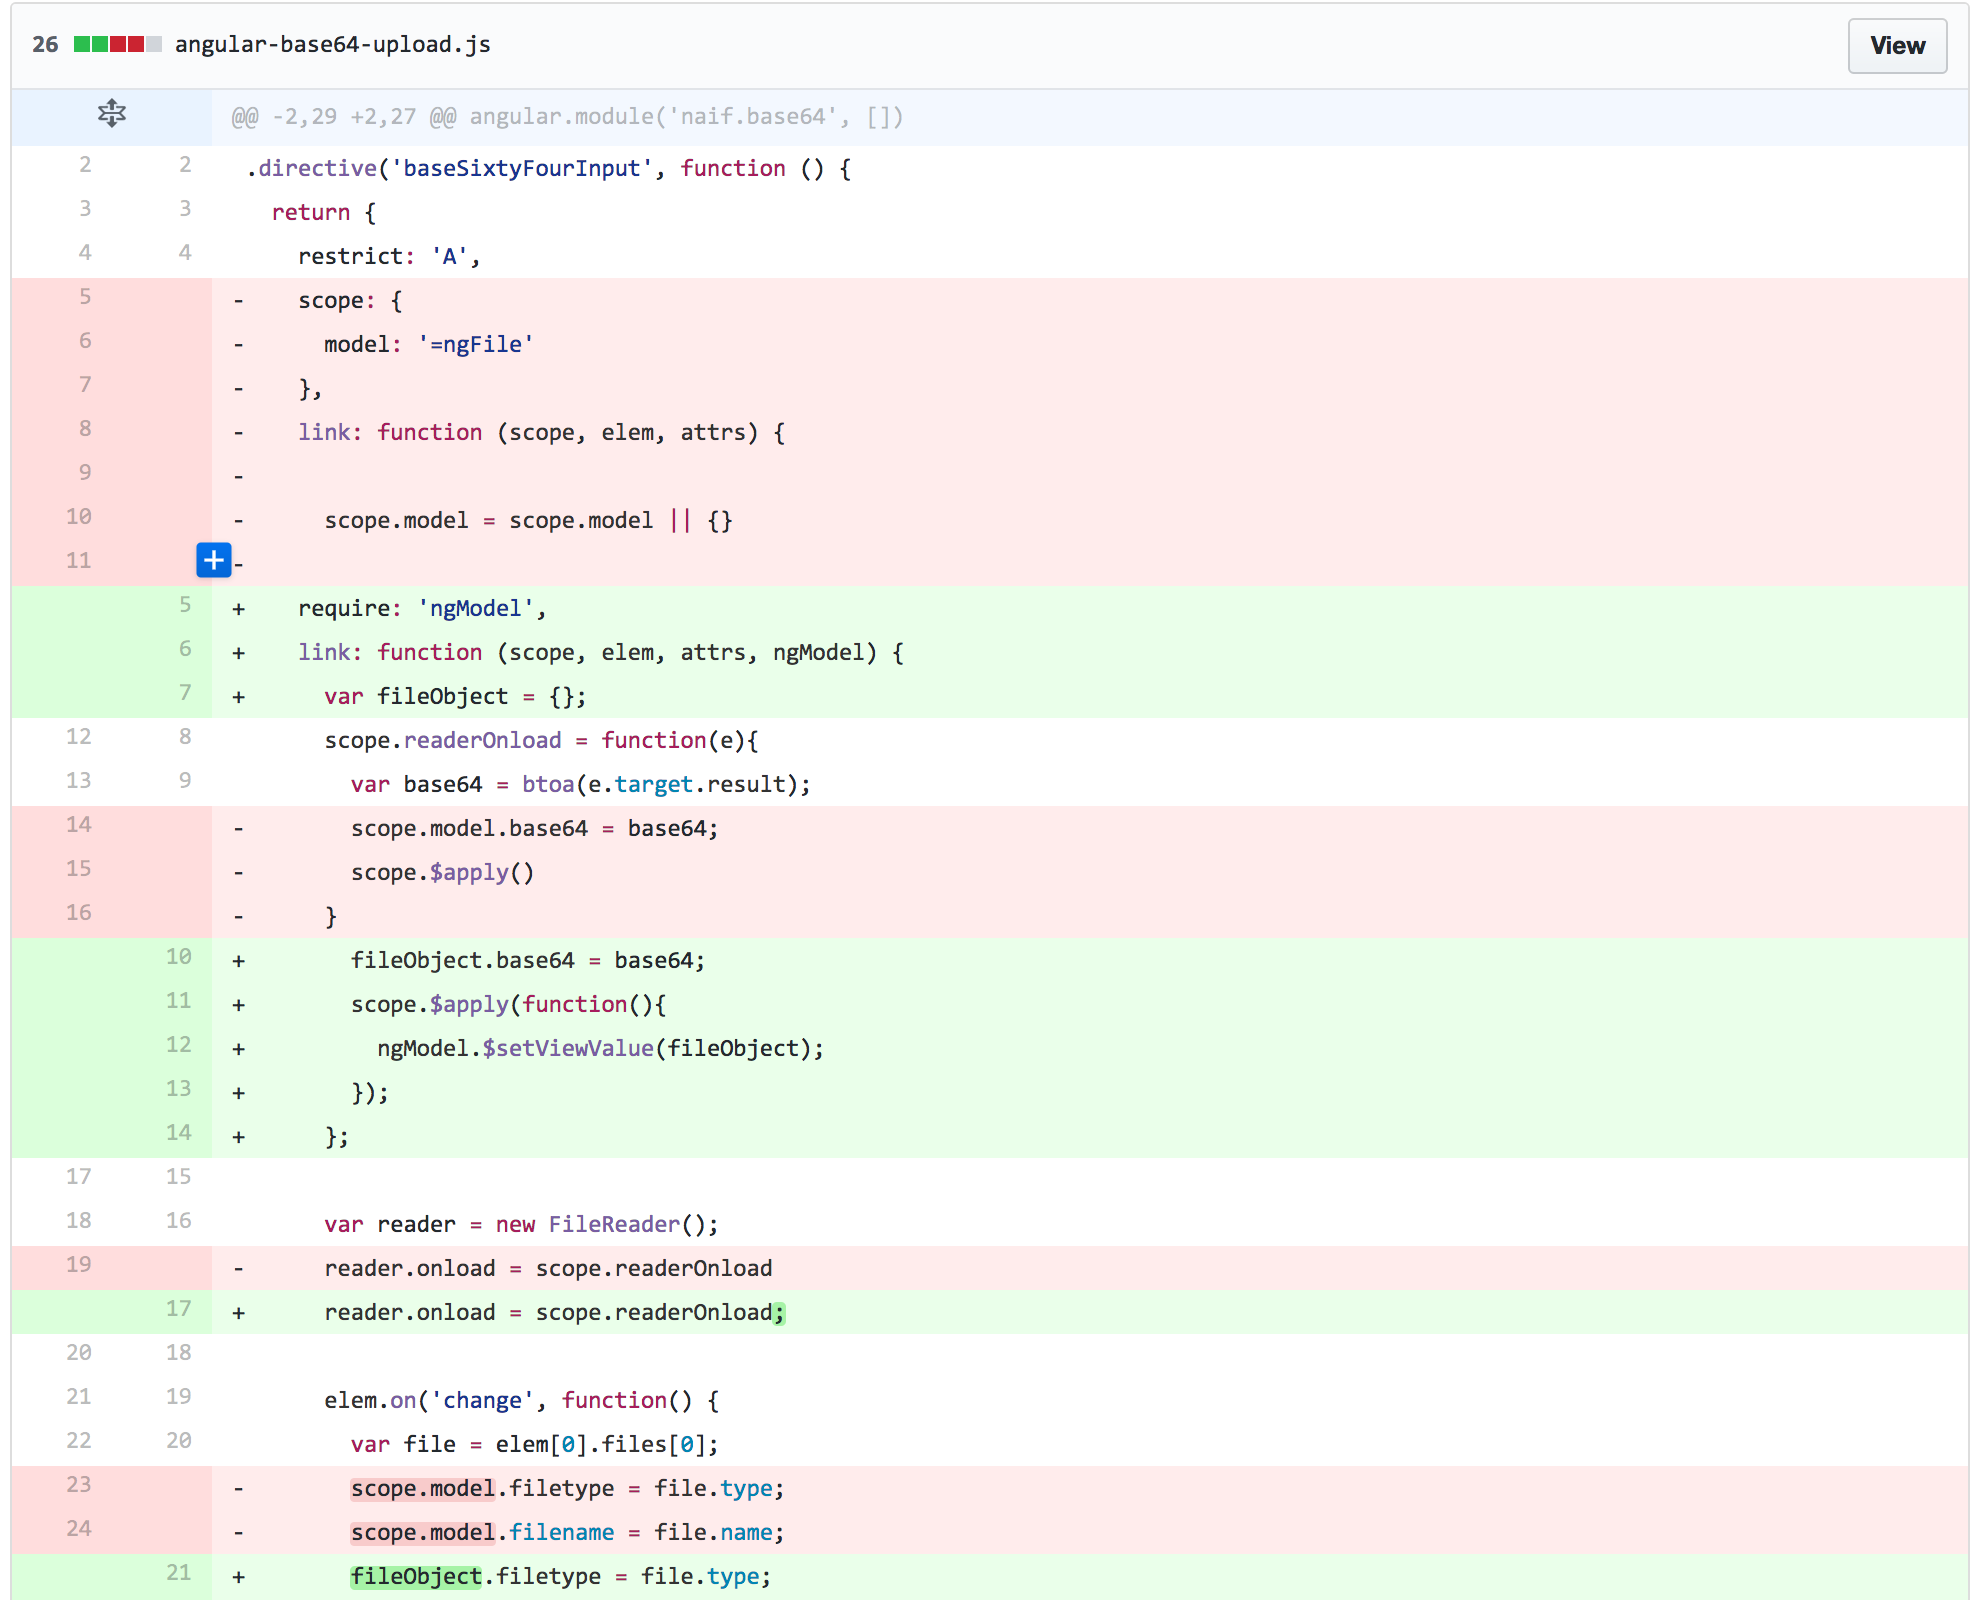 26 angular-base64-upload.js View
@@ -2,29 +2,27 @@ angular.module('naif.base64', [])
2 2 .directive('baseSixtyFourInput', function () {
3 3 return {
4 4 restrict: 'A',
5 - scope: {
6 - model: '=ngFile'
7 - },
8 - link: function (scope, elem, attrs) {
9 -
10 - scope.model = scope.model || {}
11 + -
5 + require: 'ngModel',
6 + link: function (scope, elem, attrs, ngModel) {
7 + var fileObject = {};
12 8 scope.readerOnload = function(e){
13 9 var base64 = btoa(e.target.result);
14 - scope.model.base64 = base64;
15 - scope.$apply()
16 - }
10 + fileObject.base64 = base64;
11 + scope.$apply(function(){
12 + ngModel.$setViewValue(fileObject);
13 + });
14 + };
17 15
18 16 var reader = new FileReader();
19 - reader.onload = scope.readerOnload
17 + reader.onload = scope.readerOnload;
20 18
21 19 elem.on('change', function() {
22 20 var file = elem[0].files[0];
23 - scope.model.filetype = file.type;
24 - scope.model.filename = file.name;
21 + fileObject.filetype = file.type;